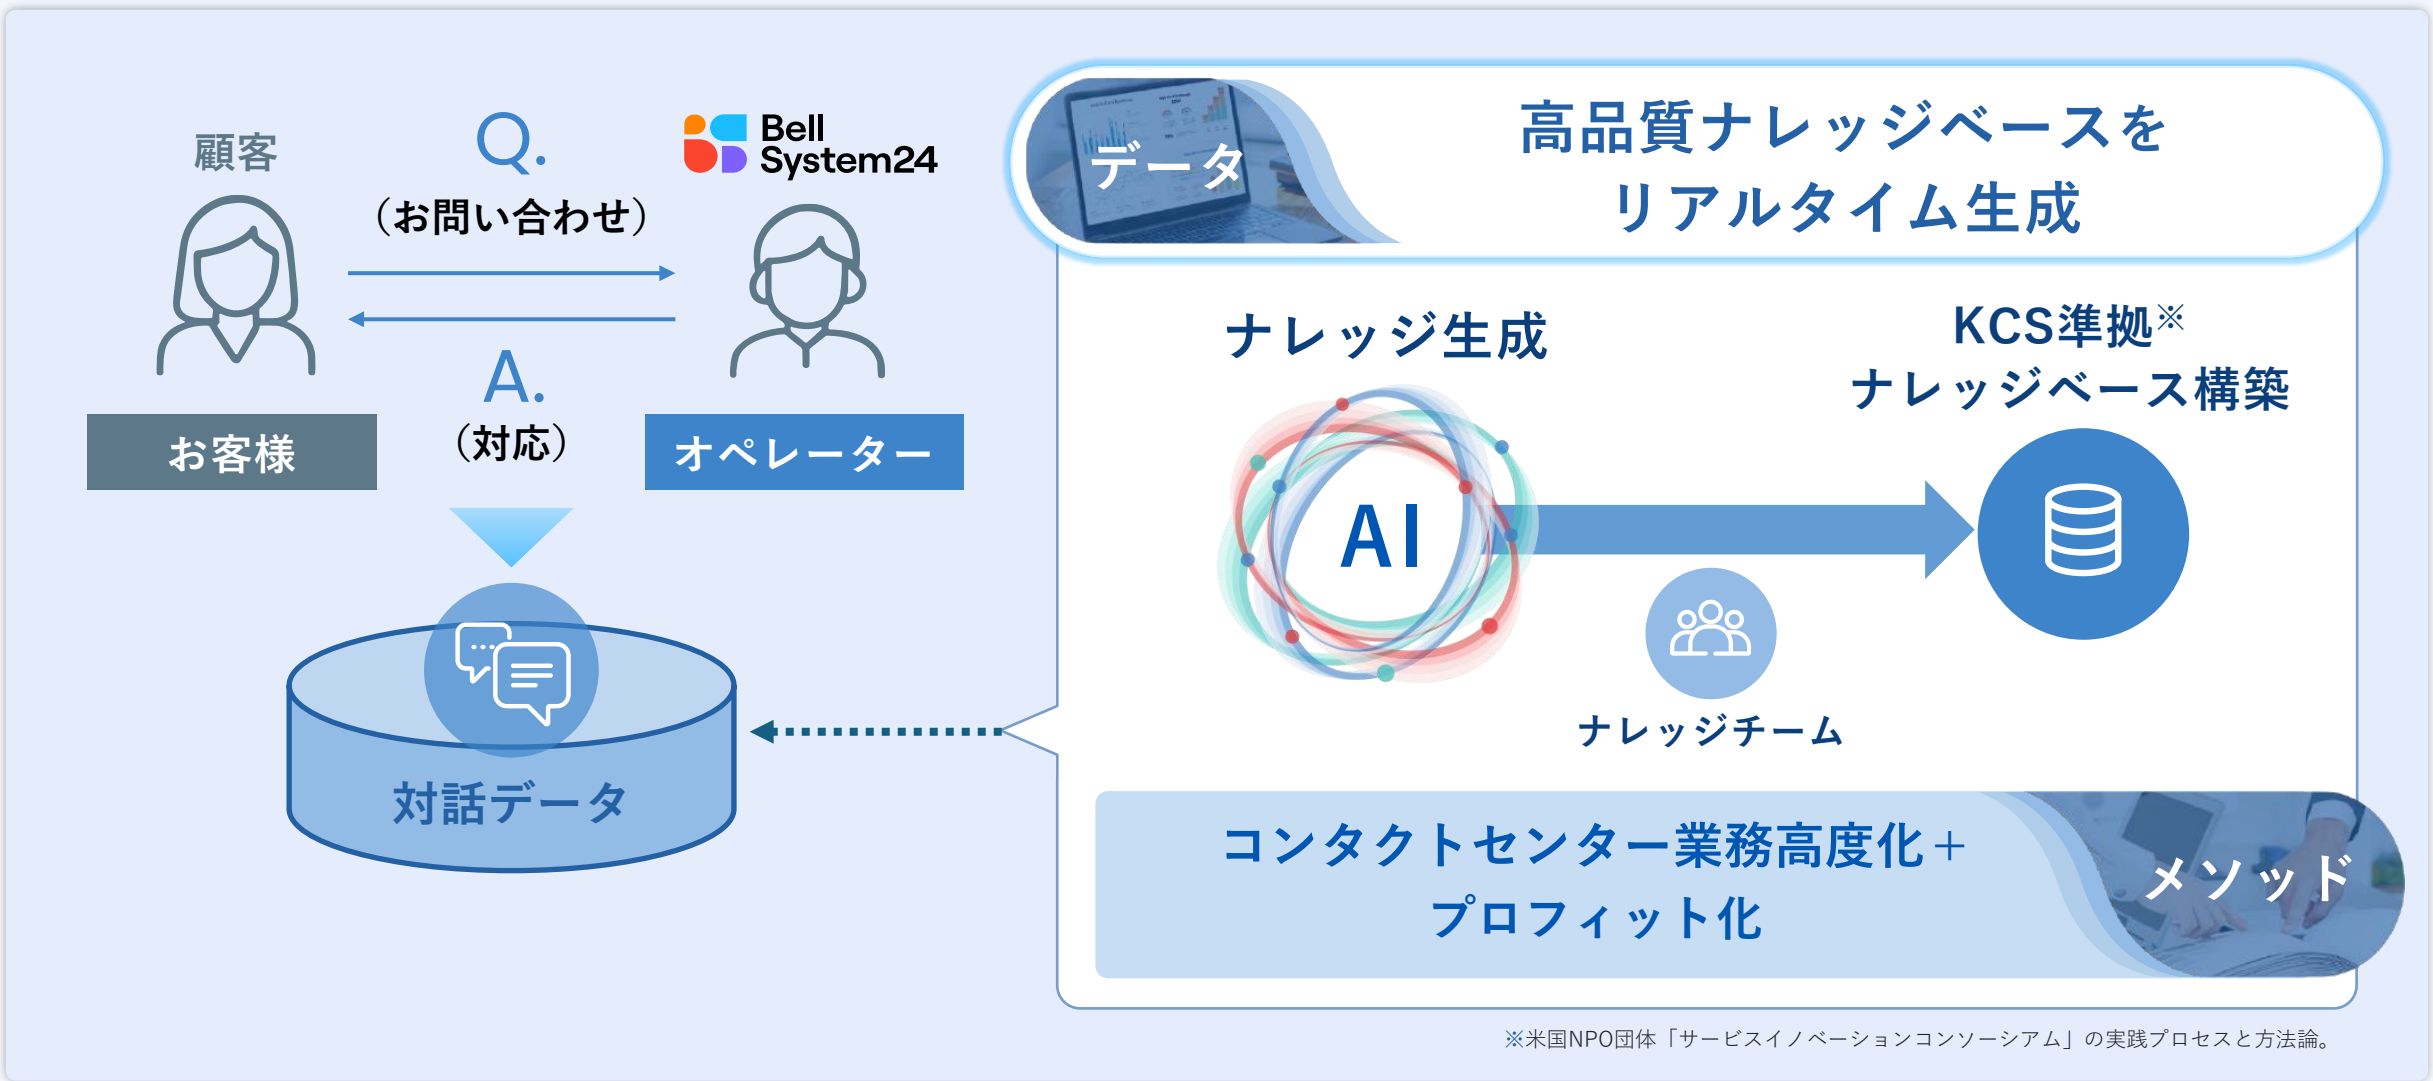 顧客
Q.
（お問い合わせ）
Bell
System24
A.
（対応）
お客様
オペレーター
対話データ
データ
高品質ナレッジベースを
リアルタイム生成
ナレッジ生成
KCS準拠※
ナレッジベース構築
AI
ナレッジチーム
コンタクトセンター業務高度化＋
プロフィット化
メソッド
※米国NPO団体「サービスイノベーションコンソーシアム」の実践プロセスと方法論。